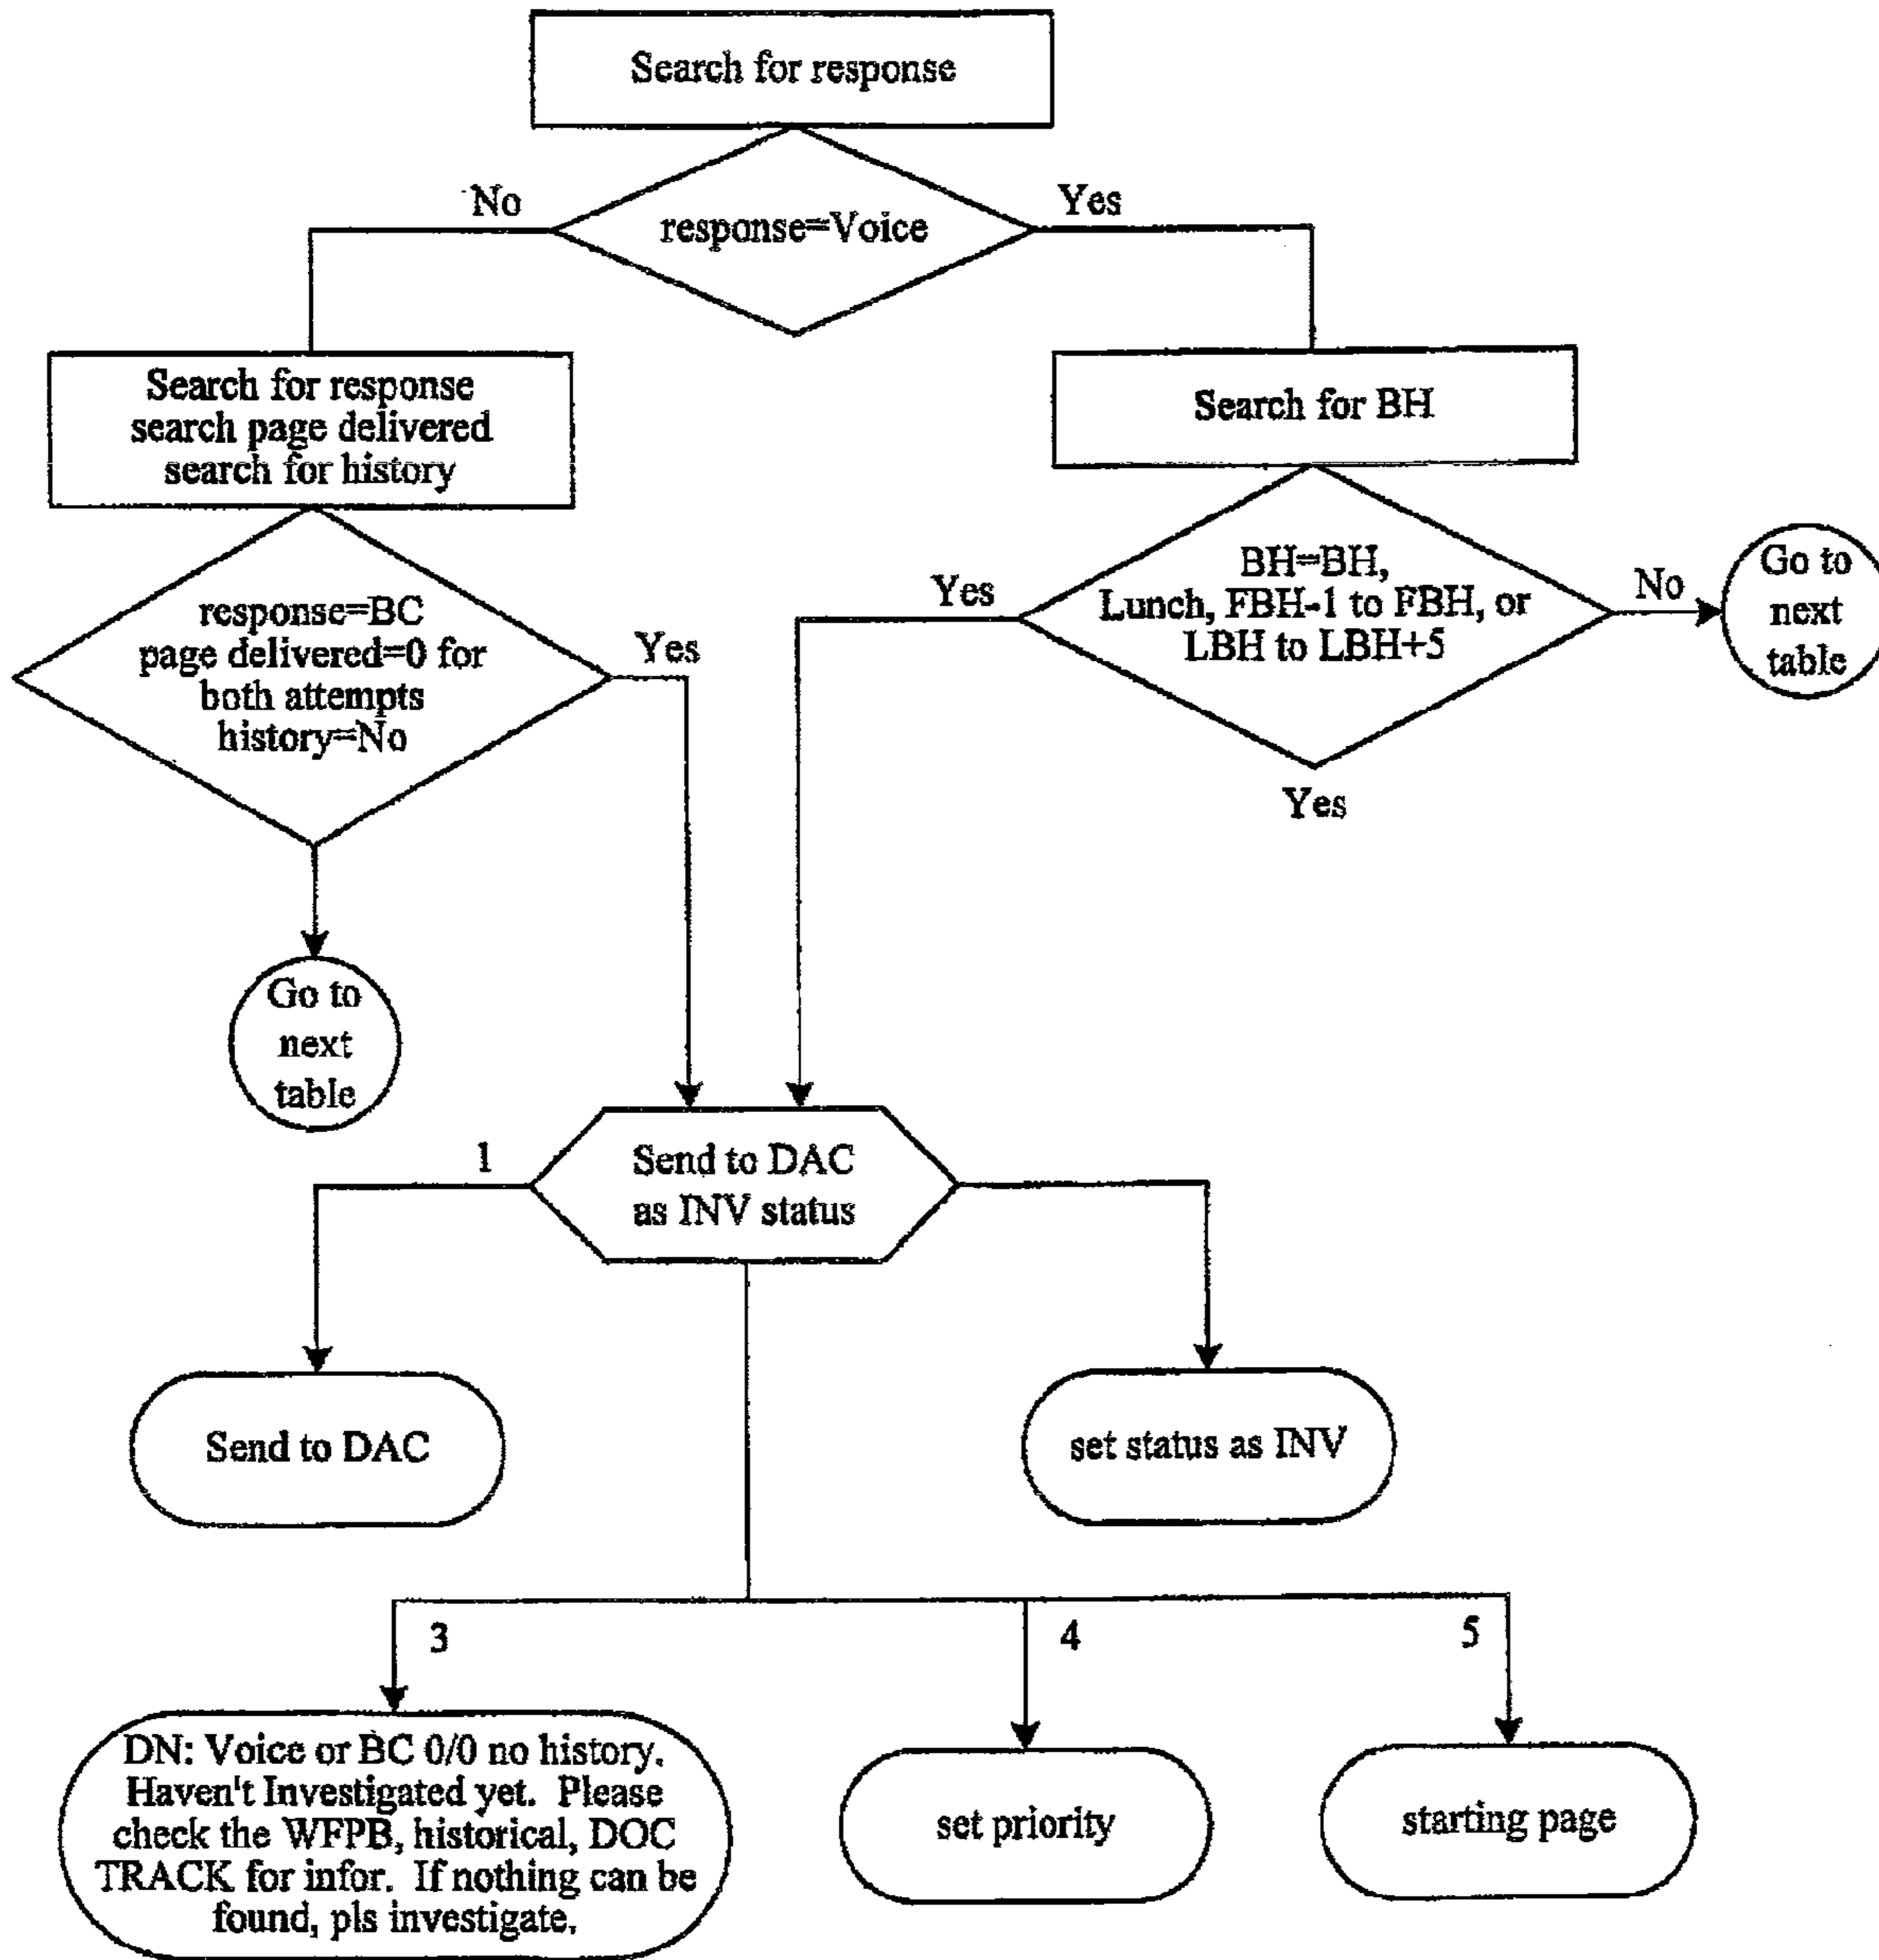 Search for response
No
Yes
response=Voice
Search for response
search page delivered
search for history
Search for BH
response=BC
page delivered=0 for
both attempts
history=No
Yes
Yes
BH=BH,
Lunch, FBH-1 to FBH, or
LBH to LBH+5
No
Go to
next
table
Yes
Go to
next
table
1
Send to DAC
as INV status
Send to DAC
set status as INV
3
4
5
DN: Voice or BC 0/0 no history.
Haven't Investigated yet. Please
check the WFPB, historical, DOC
TRACK for infor. If nothing can be
found, pls investigate.
set priority
starting page